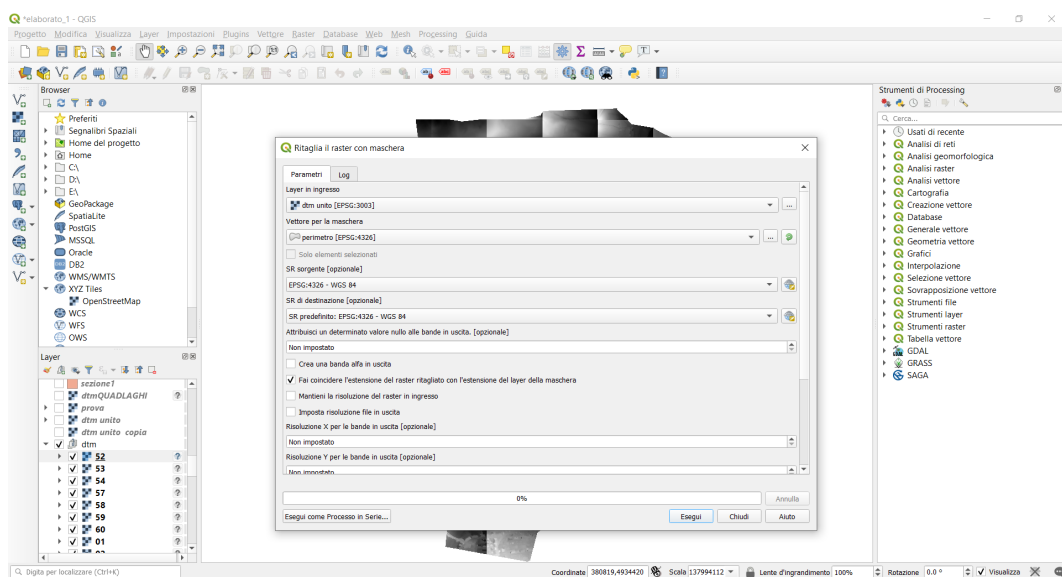 *elaborato_1 - QGIS
Progetto Modifica Visualizza Layer Impostazioni Plugins Vettore Raster Database Web Mesh Processing Guida
Browser
Preferiti
Segnalibri Spaziali
Home del progetto
Home
C:\
D:\
E:\
GeoPackage
SpatiaLite
PostGIS
MSSQL
Oracle
DB2
WMS/WMTS
XYZ Tiles
OpenStreetMap
WCS
WFS
OWS
Layer
sezione1
dtmQUADLAGHI ?
prova
dtm unito
dtm unito copia
dtm
52 ?
53 ?
54 ?
57 ?
58 ?
59 ?
60 ?
01 ?
Ritaglia il raster con maschera
Parametri Log
Layer in ingresso
dtm unito [EPSG:3003]
...
Vettore per la maschera
perimetro [EPSG:4326]
...
Solo elementi selezionati
SR sorgente [opzionale]
EPSG:4326 - WGS 84
SR di destinazione [opzionale]
SR predefinito: EPSG:4326 - WGS 84
Attribuisci un determinato valore nullo alle bande in uscita. [opzionale]
Non impostato
Crea una banda alfa in uscita
Fai coincidere l'estensione del raster ritagliato con l'estensione del layer della maschera
Mantieni la risoluzione del raster in ingresso
Imposta risoluzione file in uscita
Risoluzione X per le bande in uscita [opzionale]
Non impostato
Risoluzione Y per le bande in uscita [opzionale]
Non impostato
0%
Annulla
Esegui come Processo in Serie...
Esegui Chiudi Aiuto
Strumenti di Processing
Cerca...
Usati di recente
Analisi di reti
Analisi geomorfologica
Analisi raster
Analisi vettore
Cartografia
Creazione vettore
Database
Generale vettore
Geometria vettore
Grafici
Interpolazione
Selezione vettore
Sovrapposizione vettore
Strumenti file
Strumenti layer
Strumenti raster
Tabella vettore
GDAL
GRASS
SAGA
Digita per localizzare (Ctrl+K)
Coordinate 380819,4934420 Scala 137994112 Lente d'ingrandimento 100% Rotazione 0.0 ° Visualizza